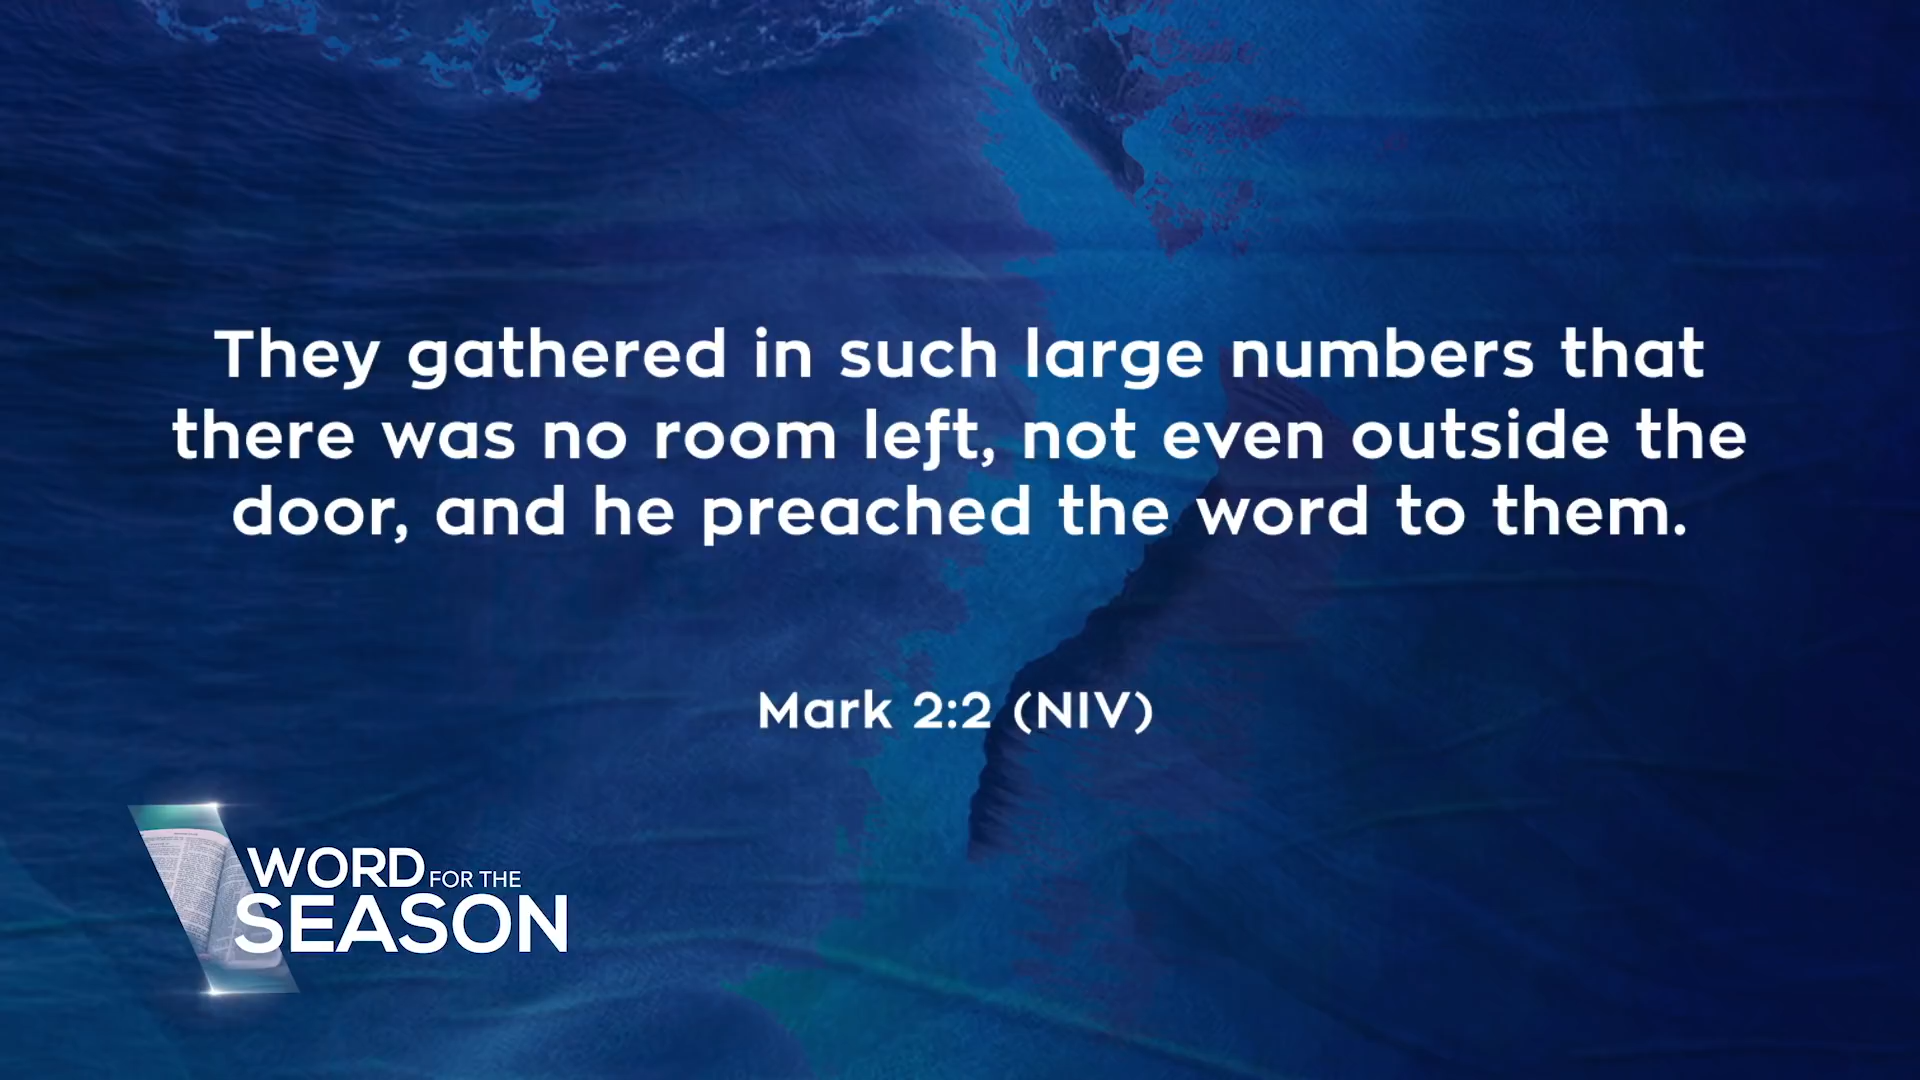 They gathered in such large numbers that
there was no room left, not even outside the
door, and he preached the word to them.
Mark 2:2 (NIV)
WORD FOR THE
SEASON